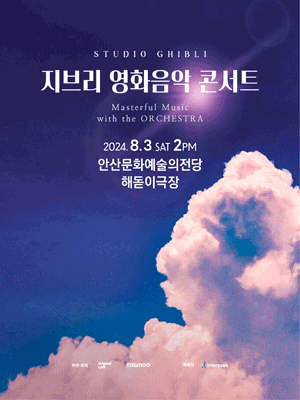 STUDIO GHIBLI
지브리 영화음악 콘서트
Masterful Music
with the ORCHESTRA
2024. 8.3 SAT 2PM
안산문화예술의전당
해돋이극장